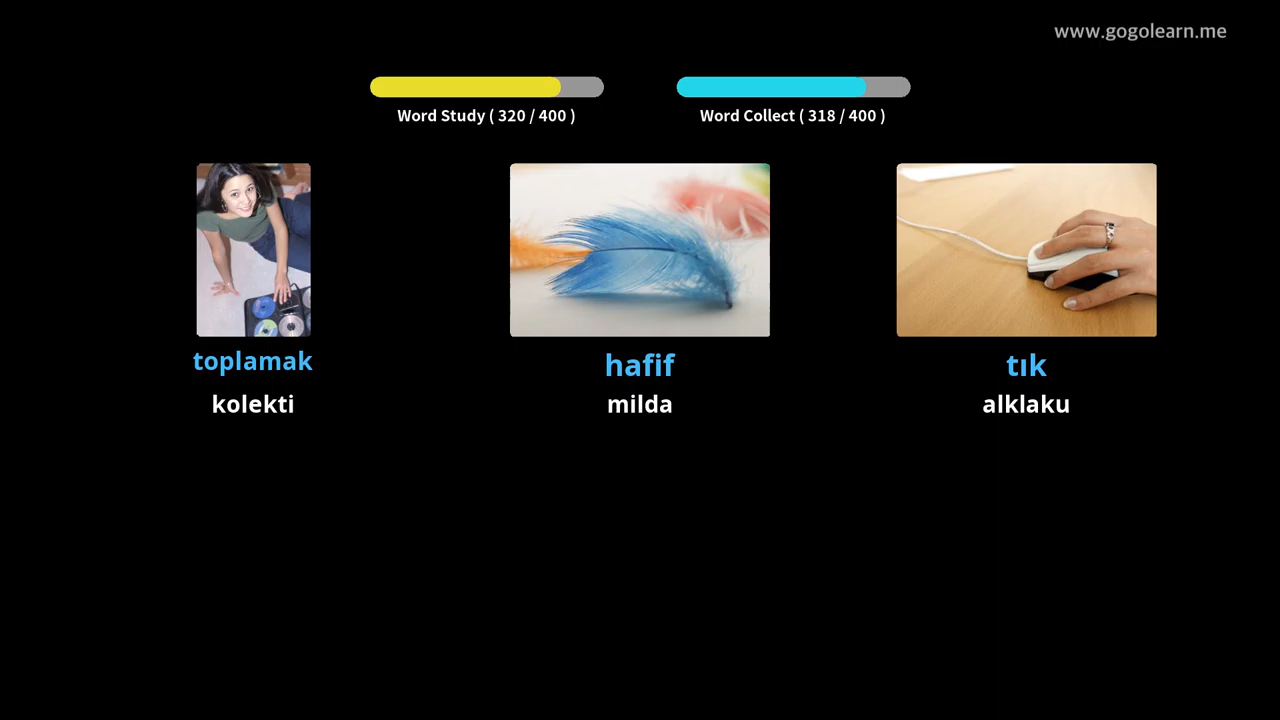 www.gogolearn.me
Word Study ( 320 / 400 )
Word Collect ( 318 / 400 )
toplamak
kolekti
hafif
milda
tık
alklaku